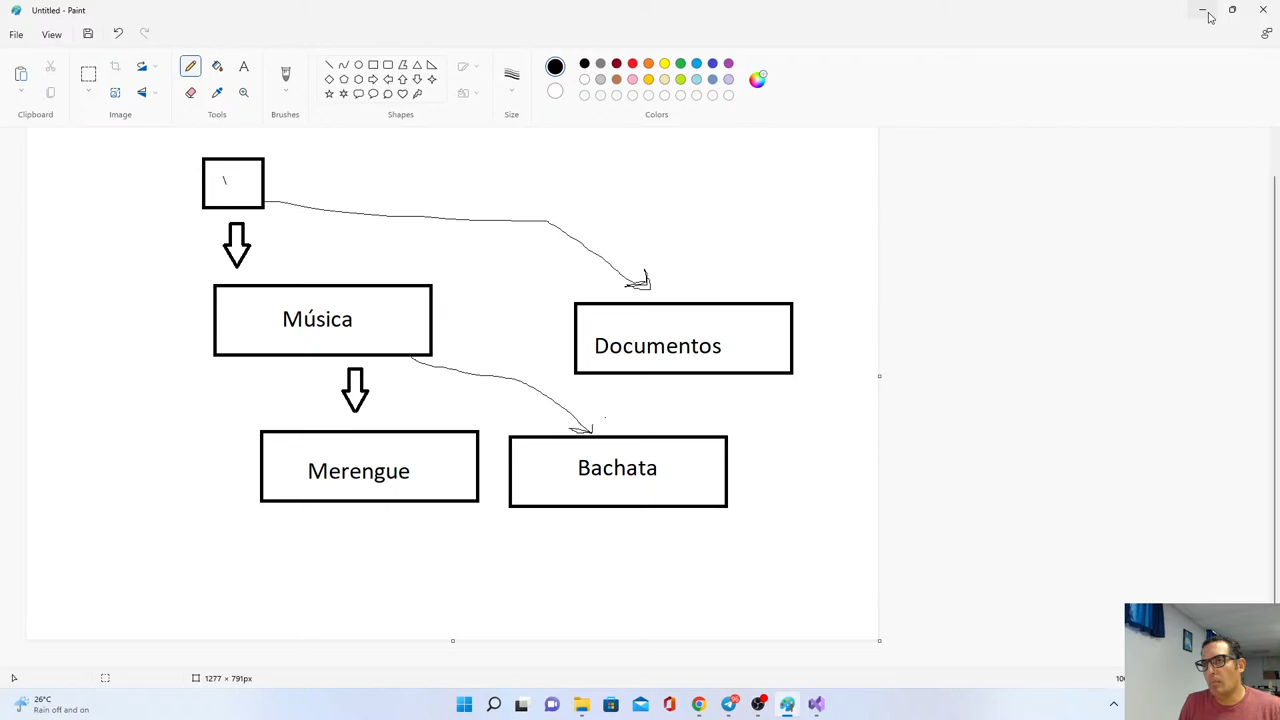 Untitled - Paint
File View
Clipboard Image Tools Brushes Shapes Size Colors
\
Música
Documentos
Merengue
Bachata
1277 × 791px
10
26°C
Rain off and on